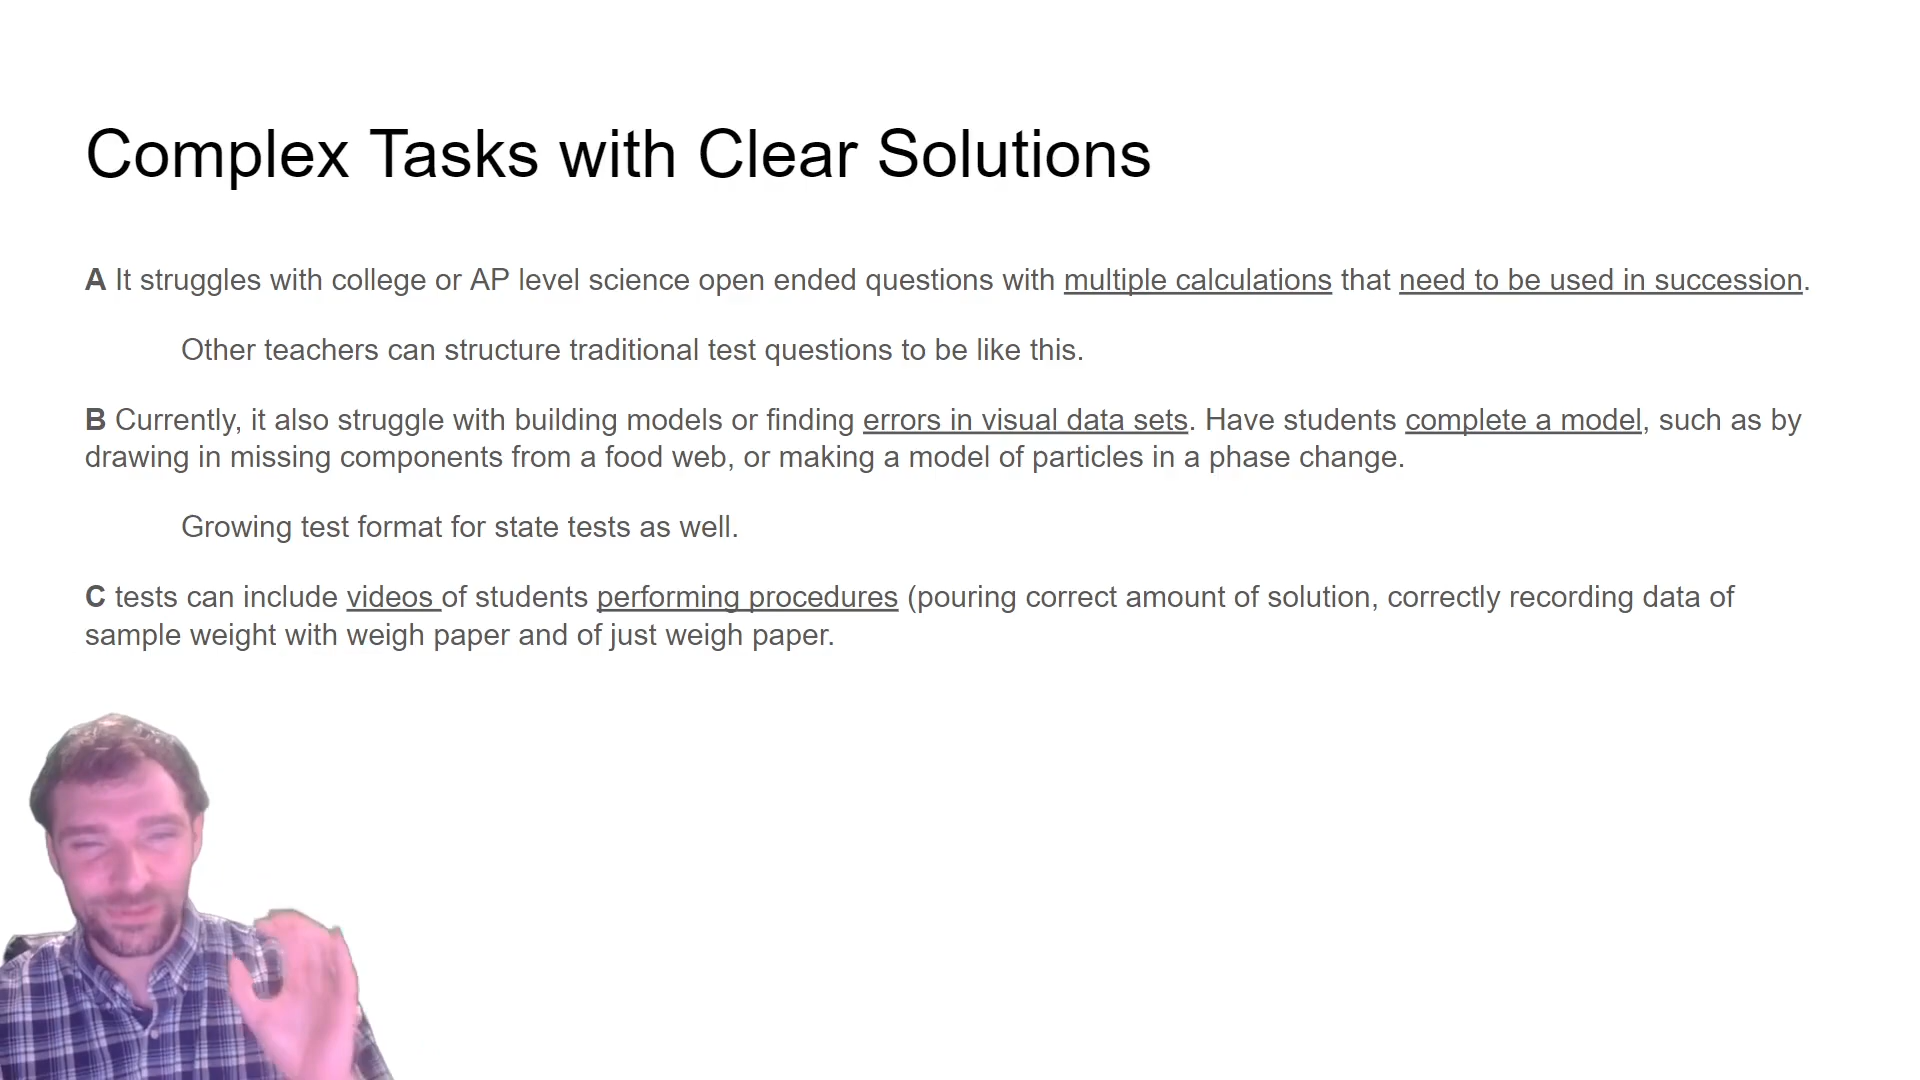 Complex Tasks with Clear Solutions
A It struggles with college or AP level science open ended questions with multiple calculations that need to be used in succession.
Other teachers can structure traditional test questions to be like this.
B Currently, it also struggle with building models or finding errors in visual data sets. Have students complete a model, such as by
drawing in missing components from a food web, or making a model of particles in a phase change.
Growing test format for state tests as well.
C tests can include videos of students performing procedures (pouring correct amount of solution, correctly recording data of
sample weight with weigh paper and of just weigh paper.